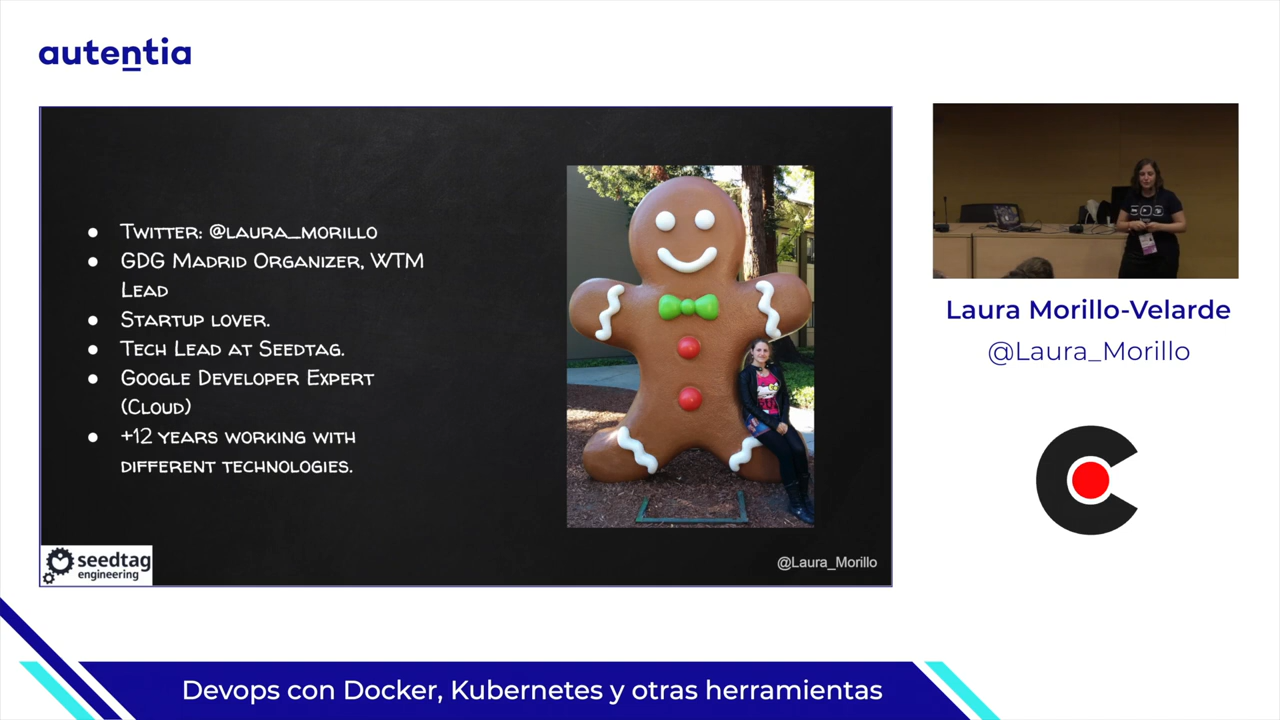 autentia
Twitter: @laura_morillo
GDG Madrid Organizer, WTM
Lead
Startup lover.
Tech Lead at Seedtag.
Google Developer Expert
(Cloud)
+12 years working with
different technologies.
seedtag
engineering
@Laura_Morillo
Laura Morillo-Velarde
@Laura_Morillo
Devops con Docker, Kubernetes y otras herramientas